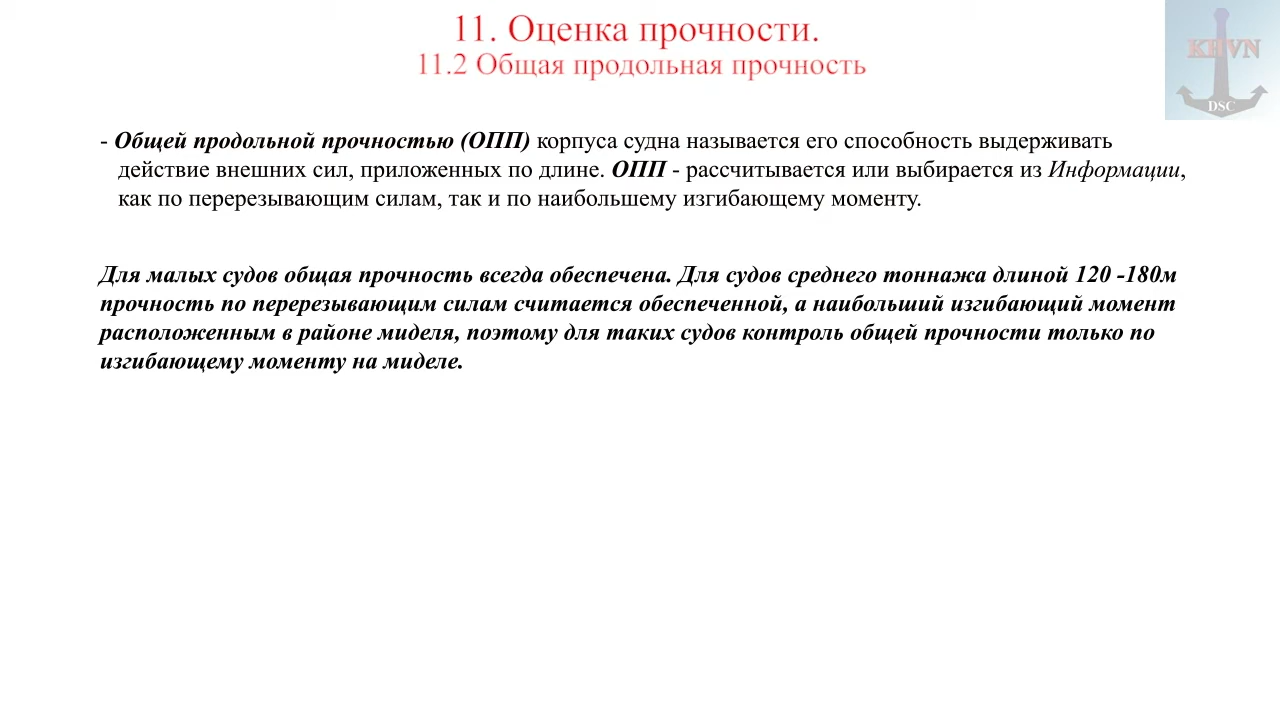 11. Оценка прочности.
11.2 Общая продольная прочность
KHVN
DSC
- Общей продольной прочностью (ОПП) корпуса судна называется его способность выдерживать
действие внешних сил, приложенных по длине. ОПП - рассчитывается или выбирается из Информации,
как по перерезывающим силам, так и по наибольшему изгибающему моменту.
Для малых судов общая прочность всегда обеспечена. Для судов среднего тоннажа длиной 120 -180м
прочность по перерезывающим силам считается обеспеченной, а наибольший изгибающий момент
расположенным в районе миделя, поэтому для таких судов контроль общей прочности только по
изгибающему моменту на миделе.